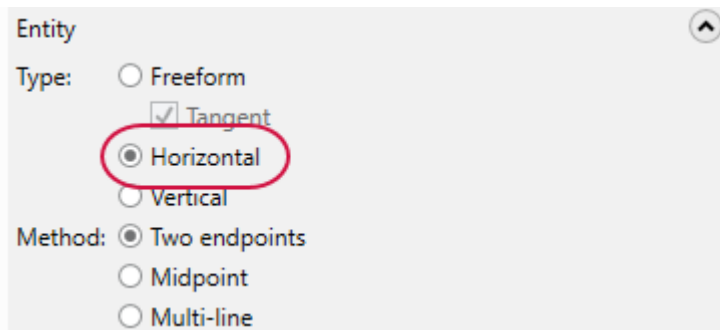 Entity
Type: Freeform
Tangent
Horizontal
Vertical
Method: Two endpoints
Midpoint
Multi-line